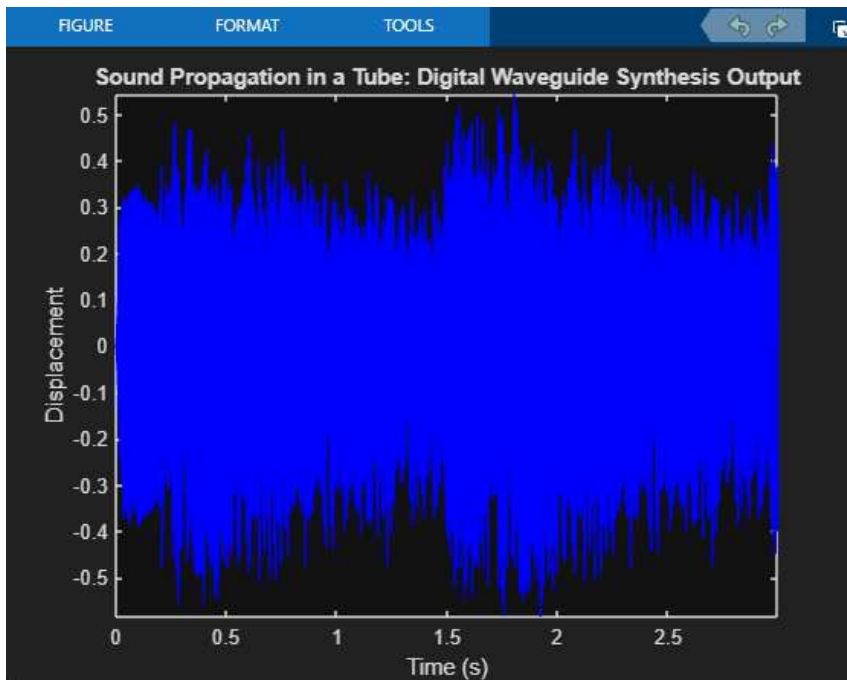 FIGURE FORMAT TOOLS
Sound Propagation in a Tube: Digital Waveguide Synthesis Output
0.5
0.4
0.3
0.2
0.1
0
-0.1
-0.2
-0.3
-0.4
-0.5
Displacement
0 0.5 1 1.5 2 2.5
Time (s)